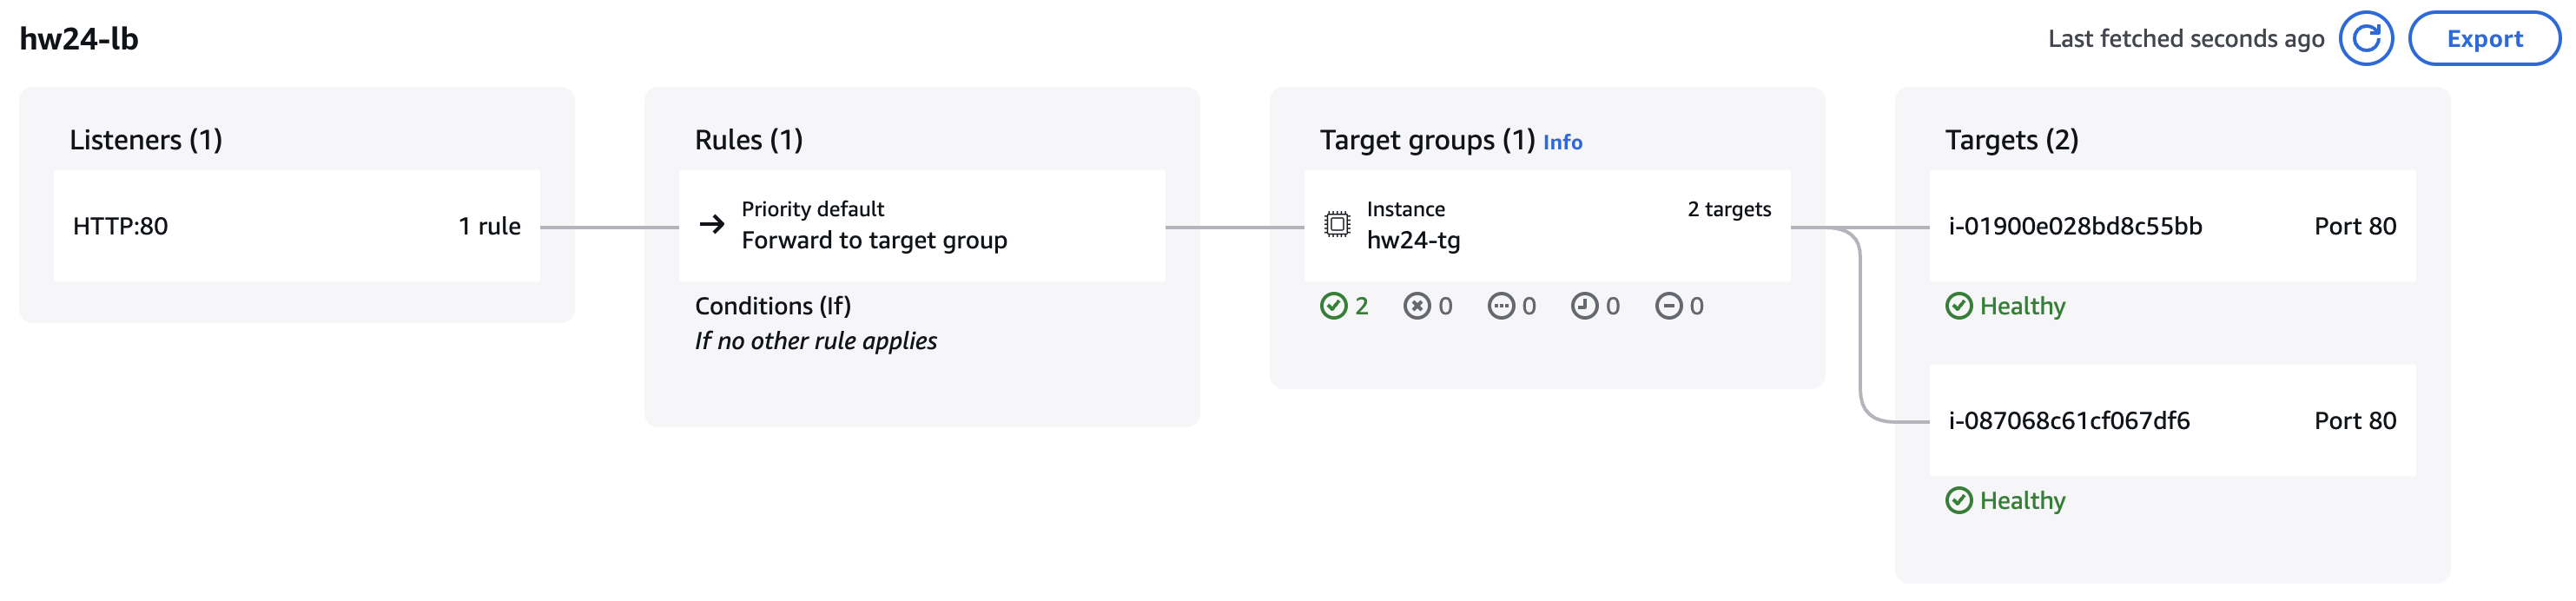 hw24-lb
Last fetched seconds ago
Export
Listeners (1)
HTTP:80 1 rule
Rules (1)
Priority default
Forward to target group
Conditions (If)
If no other rule applies
Target groups (1) Info
Instance 2 targets
hw24-tg
2 0 0 0 0
Targets (2)
i-01900e028bd8c55bb Port 80
Healthy
i-087068c61cf067df6 Port 80
Healthy